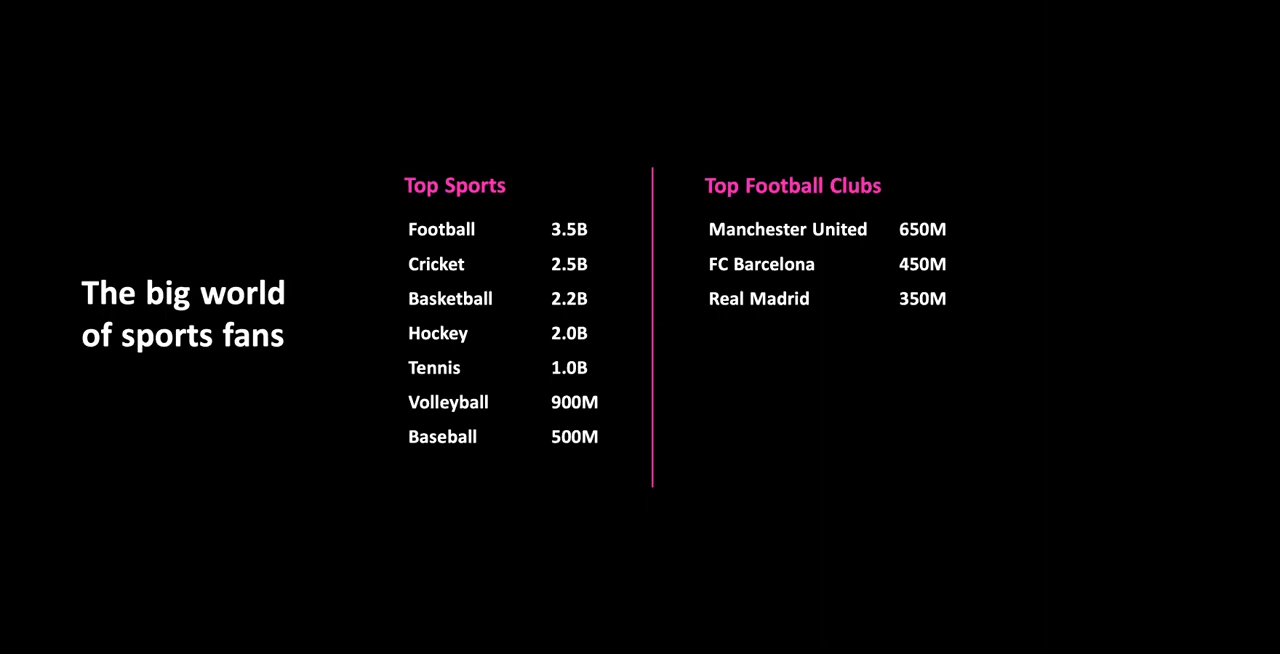 The big world
of sports fans
Top Sports
Football 3.5B
Cricket 2.5B
Basketball 2.2B
Hockey 2.0B
Tennis 1.0B
Volleyball 900M
Baseball 500M
Top Football Clubs
Manchester United 650M
FC Barcelona 450M
Real Madrid 350M